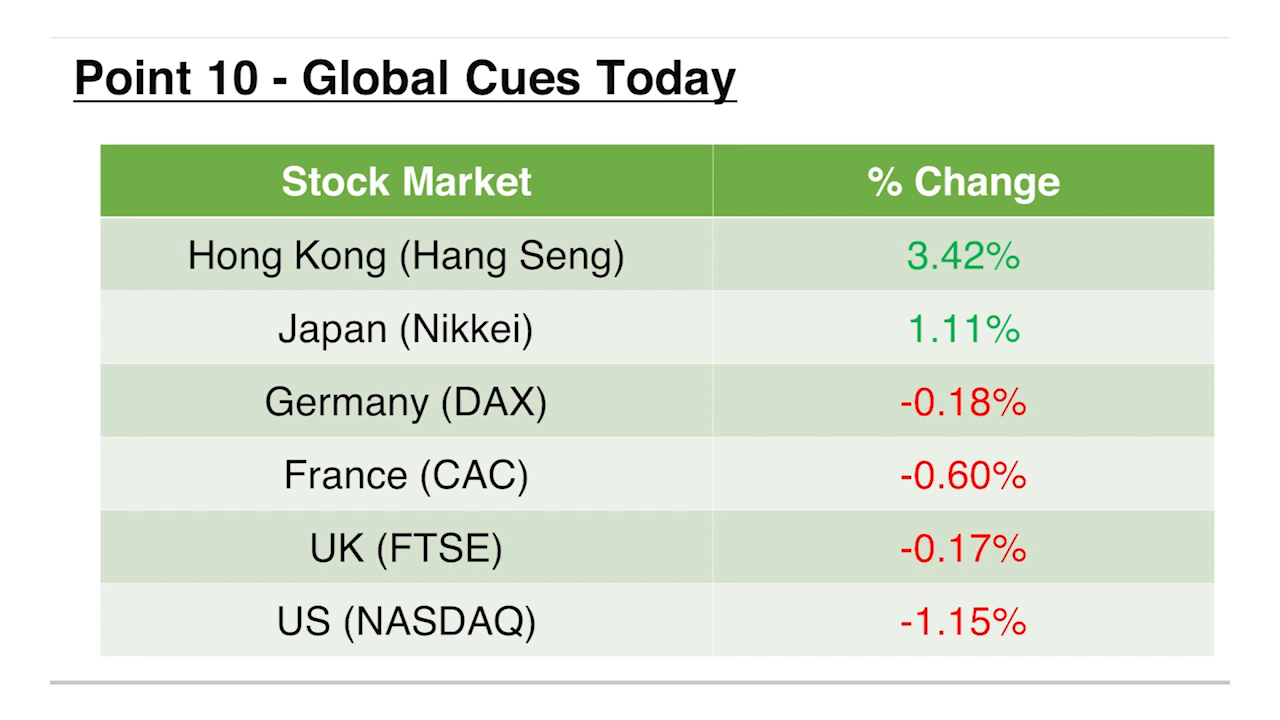 Point 10 - Global Cues Today
Stock Market % Change
Hong Kong (Hang Seng) 3.42%
Japan (Nikkei) 1.11%
Germany (DAX) -0.18%
France (CAC) -0.60%
UK (FTSE) -0.17%
US (NASDAQ) -1.15%